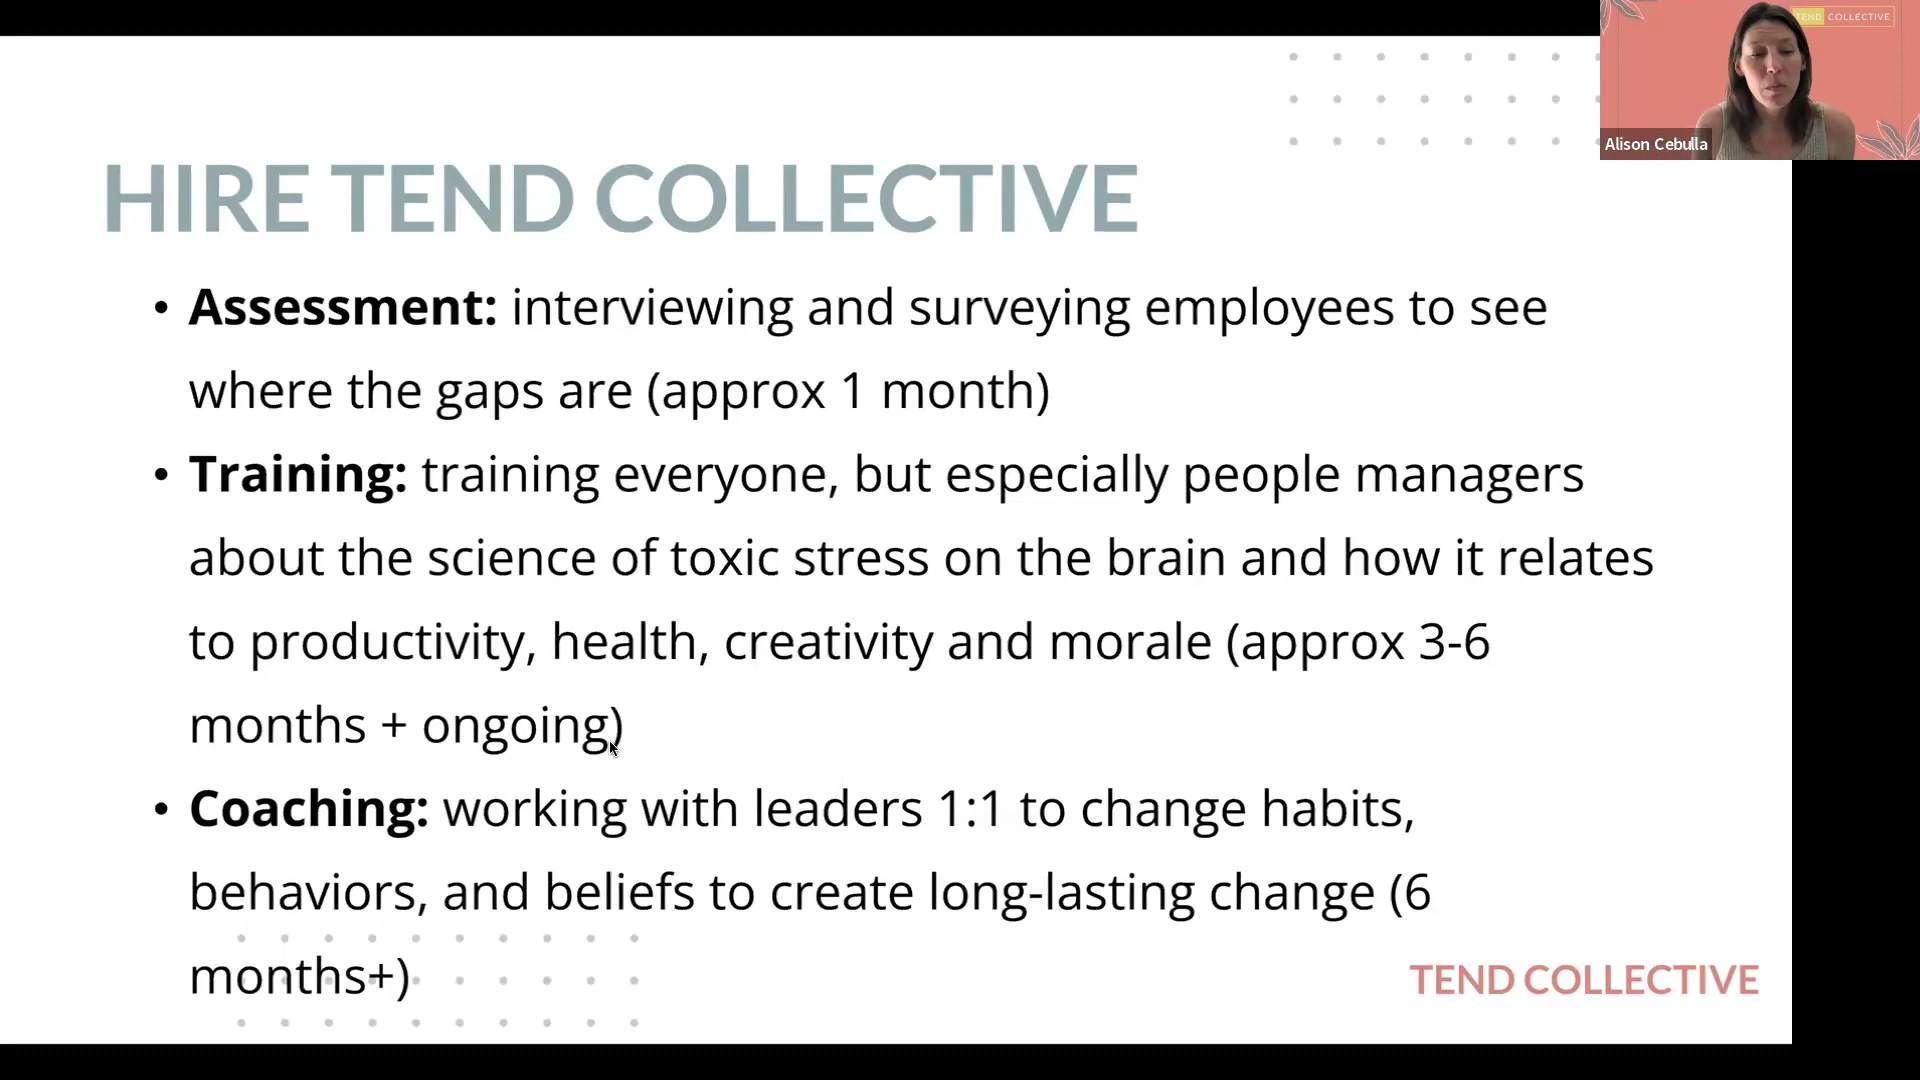 TEND COLLECTIVE
Alison Cebulla
HIRE TEND COLLECTIVE
• Assessment: interviewing and surveying employees to see
where the gaps are (approx 1 month)
• Training: training everyone, but especially people managers
about the science of toxic stress on the brain and how it relates
to productivity, health, creativity and morale (approx 3-6
months + ongoing)
• Coaching: working with leaders 1:1 to change habits,
behaviors, and beliefs to create long-lasting change (6
months+)
TEND COLLECTIVE